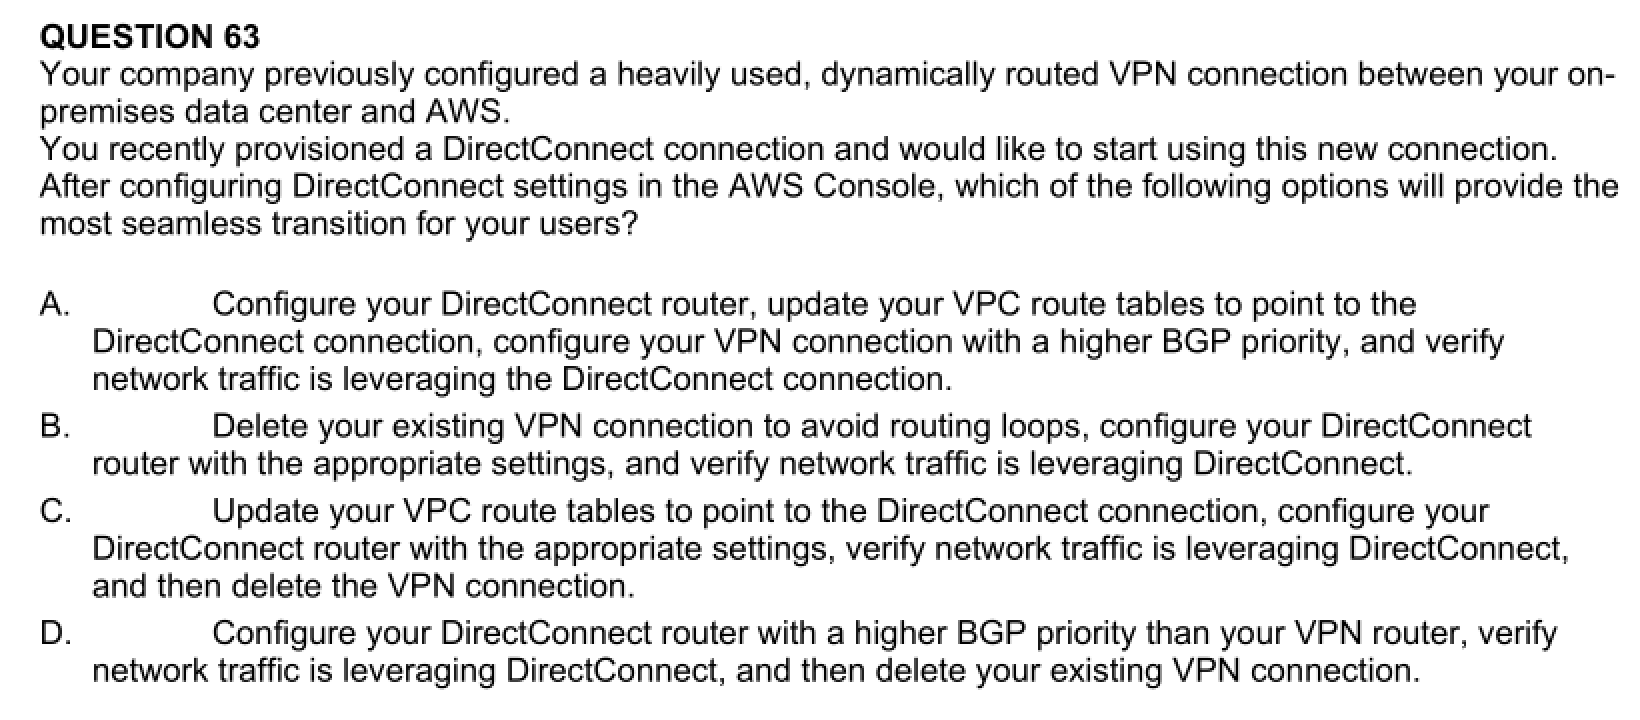 QUESTION 63
Your company previously configured a heavily used, dynamically routed VPN connection between your on-
premises data center and AWS.
You recently provisioned a DirectConnect connection and would like to start using this new connection.
After configuring DirectConnect settings in the AWS Console, which of the following options will provide the
most seamless transition for your users?
A. Configure your DirectConnect router, update your VPC route tables to point to the
DirectConnect connection, configure your VPN connection with a higher BGP priority, and verify
network traffic is leveraging the DirectConnect connection.
B. Delete your existing VPN connection to avoid routing loops, configure your DirectConnect
router with the appropriate settings, and verify network traffic is leveraging DirectConnect.
C. Update your VPC route tables to point to the DirectConnect connection, configure your
DirectConnect router with the appropriate settings, verify network traffic is leveraging DirectConnect,
and then delete the VPN connection.
D. Configure your DirectConnect router with a higher BGP priority than your VPN router, verify
network traffic is leveraging DirectConnect, and then delete your existing VPN connection.